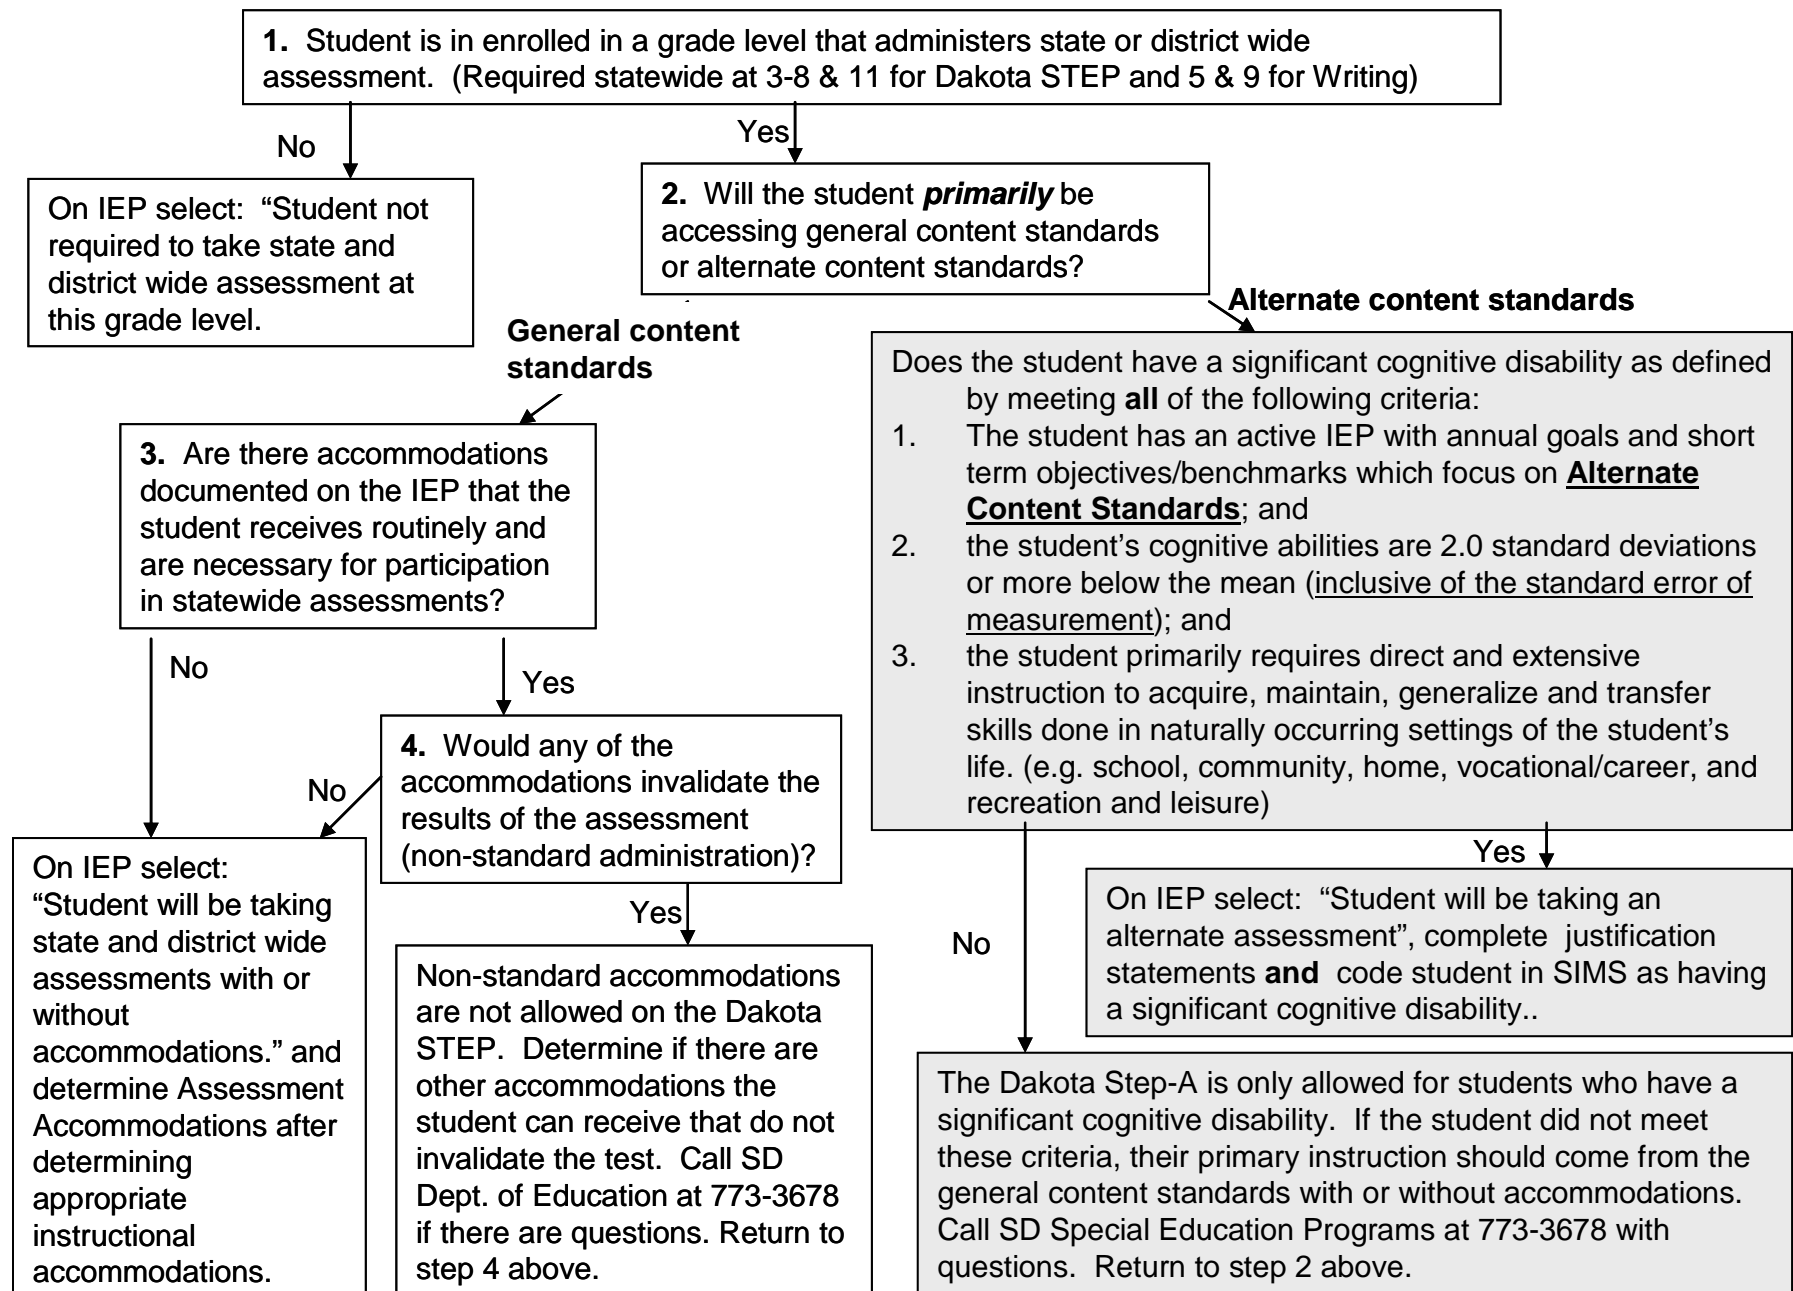 1. Student is in enrolled in a grade level that administers state or district wide
assessment. (Required statewide at 3-8 & 11 for Dakota STEP and 5 & 9 for Writing)
No
Yes
On IEP select: “Student not
required to take state and
district wide assessment at
this grade level.
2. Will the student primarily be
accessing general content standards
or alternate content standards?
General content
standards
Alternate content standards
3. Are there accommodations
documented on the IEP that the
student receives routinely and
are necessary for participation
in statewide assessments?
No
Yes
4. Would any of the
accommodations invalidate the
results of the assessment
(non-standard administration)?
No
Yes
On IEP select:
“Student will be taking
state and district wide
assessments with or
without
accommodations.” and
determine Assessment
Accommodations after
determining
appropriate
instructional
accommodations.
Non-standard accommodations
are not allowed on the Dakota
STEP. Determine if there are
other accommodations the
student can receive that do not
invalidate the test. Call SD
Dept. of Education at 773-3678
if there are questions. Return to
step 4 above.
Does the student have a significant cognitive disability as defined
by meeting all of the following criteria:
1. The student has an active IEP with annual goals and short
term objectives/benchmarks which focus on Alternate
Content Standards; and
2. the student’s cognitive abilities are 2.0 standard deviations
or more below the mean (inclusive of the standard error of
measurement); and
3. the student primarily requires direct and extensive
instruction to acquire, maintain, generalize and transfer
skills done in naturally occurring settings of the student’s
life. (e.g. school, community, home, vocational/career, and
recreation and leisure)
Yes
No
On IEP select: “Student will be taking an
alternate assessment”, complete justification
statements and code student in SIMS as having
a significant cognitive disability..
The Dakota Step-A is only allowed for students who have a
significant cognitive disability. If the student did not meet
these criteria, their primary instruction should come from the
general content standards with or without accommodations.
Call SD Special Education Programs at 773-3678 with
questions. Return to step 2 above.